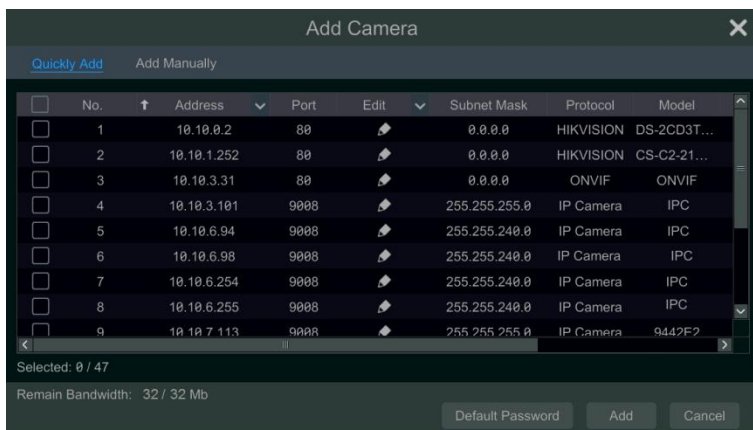 Add Camera
Quickly Add Add Manually
No. Address Port Edit Subnet Mask Protocol Model
1 10.10.0.2 80 0.0.0.0 HIKVISION DS-2CD3T...
2 10.10.1.252 80 0.0.0.0 HIKVISION CS-C2-21...
3 10.10.3.31 80 0.0.0.0 ONVIF ONVIF
4 10.10.3.101 9008 255.255.255.0 IP Camera IPC
5 10.10.6.94 9008 255.255.240.0 IP Camera IPC
6 10.10.6.98 9008 255.255.240.0 IP Camera IPC
7 10.10.6.254 9008 255.255.240.0 IP Camera IPC
8 10.10.6.255 9008 255.255.240.0 IP Camera IPC
9 10.10.7.113 9008 255.255.255.0 IP Camera 9442E2
Selected: 0 / 47
Remain Bandwidth: 32 / 32 Mb
Default Password Add Cancel